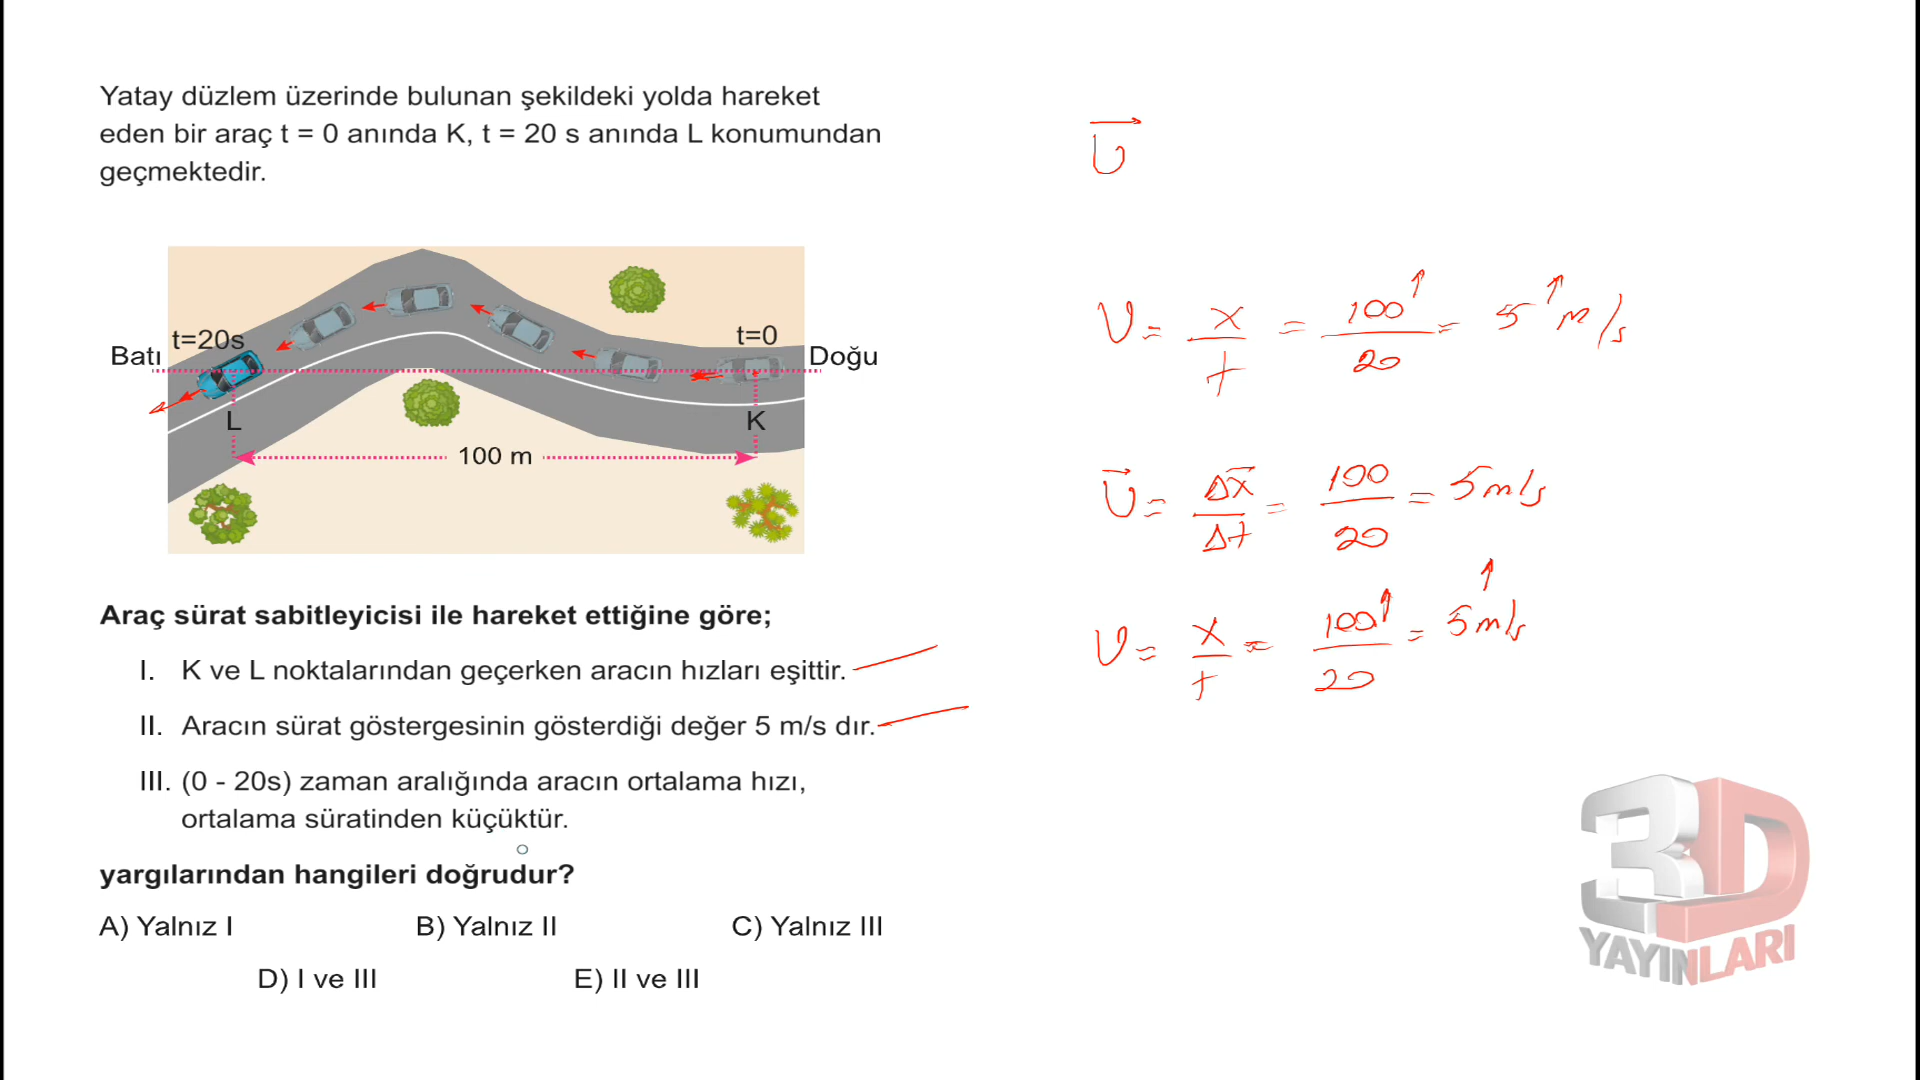 Yatay düzlem üzerinde bulunan şekildeki yolda hareket
eden bir araç t = 0 anında K, t = 20 s anında L konumundan
geçmektedir.
t=20s
t=0
Batı
Doğu
L
K
100 m
Araç sürat sabitleyicisi ile hareket ettiğine göre;
I. K ve L noktalarından geçerken aracın hızları eşittir.
II. Aracın sürat göstergesinin gösterdiği değer 5 m/s dır.
III. (0 - 20s) zaman aralığında aracın ortalama hızı,
ortalama süratinden küçüktür.
yargılarından hangileri doğrudur?
A) Yalnız I B) Yalnız II C) Yalnız III
D) I ve III E) II ve III
→υ
υ = x/t = 100↑/20 = 5↑ m/s
→υ = Δ→x/Δt = 100/20 = 5 m/s
υ = x/t = 100↑/20 = 5↑ m/s
3D
YAYINLARI